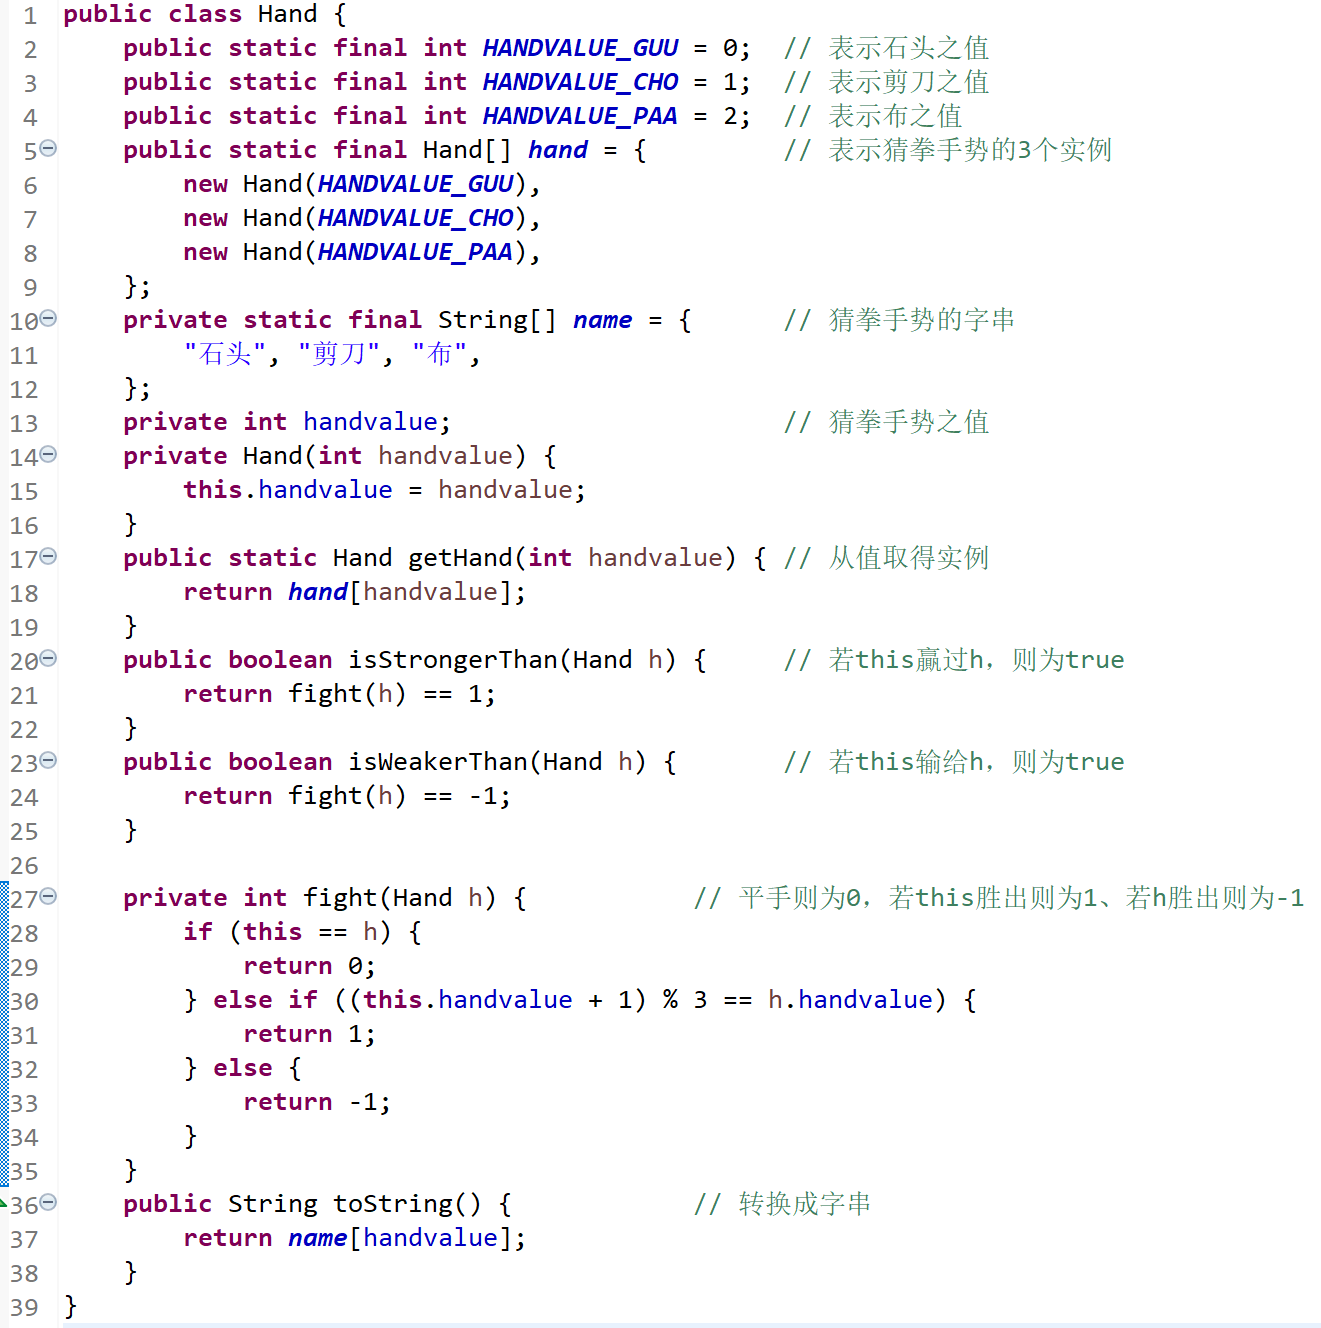 1 public class Hand {
2     public static final int HANDVALUE_GUU = 0;  // 表示石头之值
3     public static final int HANDVALUE_CHO = 1;  // 表示剪刀之值
4     public static final int HANDVALUE_PAA = 2;  // 表示布之值
5     public static final Hand[] hand = {         // 表示猜拳手势的3个实例
6         new Hand(HANDVALUE_GUU),
7         new Hand(HANDVALUE_CHO),
8         new Hand(HANDVALUE_PAA),
9     };
10     private static final String[] name = {      // 猜拳手势的字串
11         "石头", "剪刀", "布",
12     };
13     private int handvalue;                      // 猜拳手势之值
14     private Hand(int handvalue) {
15         this.handvalue = handvalue;
16     }
17     public static Hand getHand(int handvalue) { // 从值取得实例
18         return hand[handvalue];
19     }
20     public boolean isStrongerThan(Hand h) {     // 若this赢过h，则为true
21         return fight(h) == 1;
22     }
23     public boolean isWeakerThan(Hand h) {       // 若this输给h，则为true
24         return fight(h) == -1;
25     }
26
27     private int fight(Hand h) {           // 平手则为0，若this胜出则为1、若h胜出则为-1
28         if (this == h) {
29             return 0;
30         } else if ((this.handvalue + 1) % 3 == h.handvalue) {
31             return 1;
32         } else {
33             return -1;
34         }
35     }
36     public String toString() {            // 转换成字串
37         return name[handvalue];
38     }
39 }